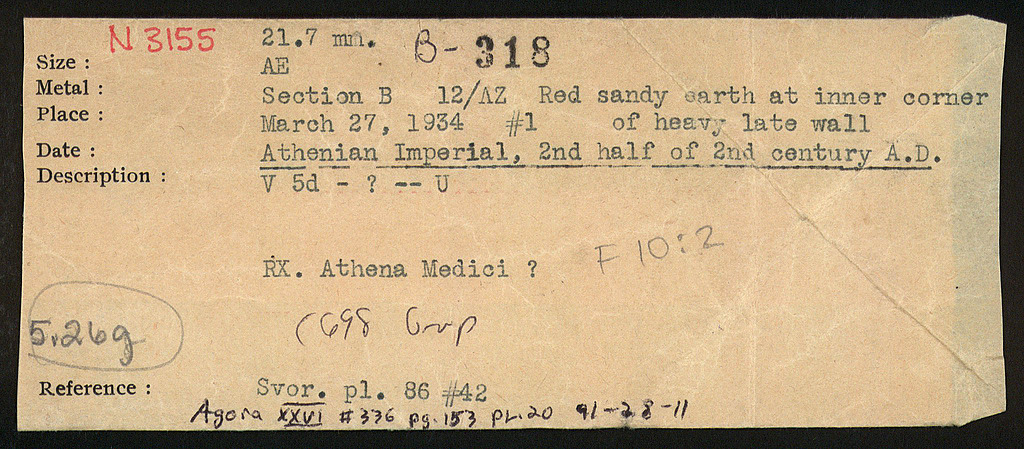 N 3155
21.7 mm. B- 318
Size :
AE
Metal :
Section B 12/AZ Red sandy earth at inner corner
Place :
March 27, 1934 #1 of heavy late wall
Date :
Athenian Imperial, 2nd half of 2nd century A.D.
Description :
V 5d - ? -- U
F 10:2
RX. Athena Medici ?
5.26g
Reference :
Svor. pl. 86 #42
Agora XXVI #336 pg.153 PL.20 91-28-11